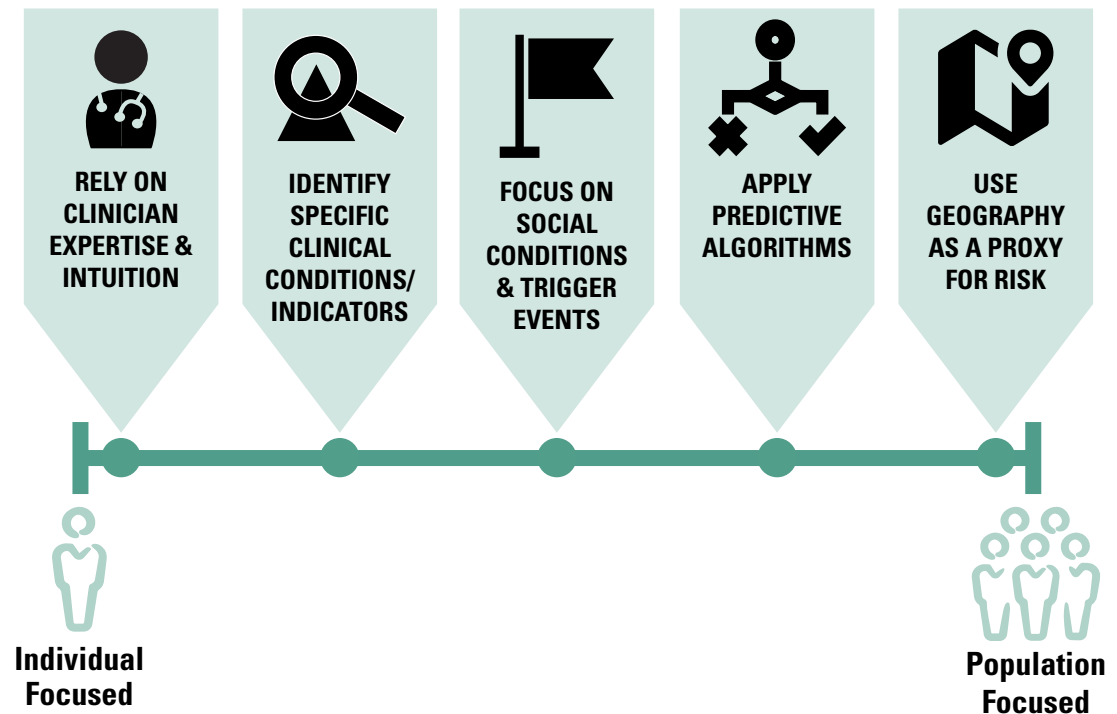 RELY ON
CLINICIAN
EXPERTISE &
INTUITION
IDENTIFY
SPECIFIC
CLINICAL
CONDITIONS/
INDICATORS
FOCUS ON
SOCIAL
CONDITIONS
& TRIGGER
EVENTS
APPLY
PREDICTIVE
ALGORITHMS
USE
GEOGRAPHY
AS A PROXY
FOR RISK
Individual
Focused
Population
Focused